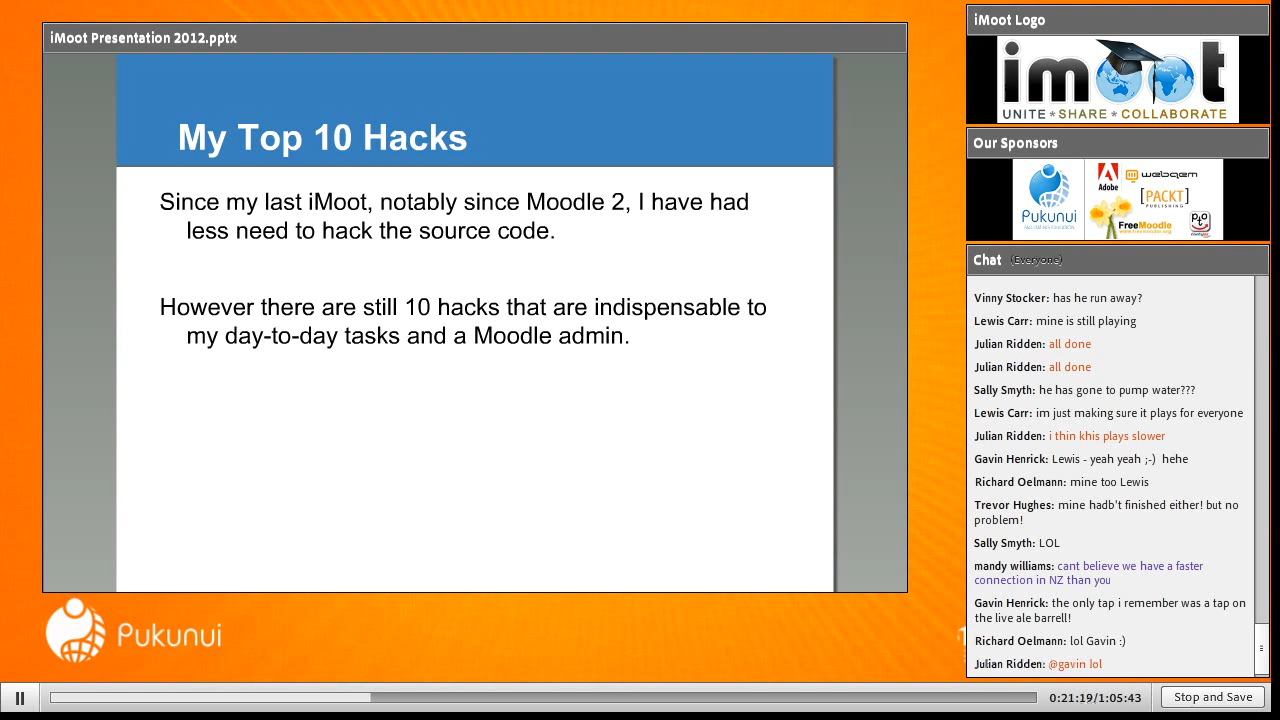 iMoot Presentation 2012.pptx
My Top 10 Hacks
Since my last iMoot, notably since Moodle 2, I have had
less need to hack the source code.
However there are still 10 hacks that are indispensable to
my day-to-day tasks and a Moodle admin.
Pukunui
iMoot Logo
imoot
UNITE * SHARE * COLLABORATE
Our Sponsors
Pukunui
Adobe
webqem
[PACKT]
PUBLISHING
FreeMoodle
Chat (Everyone)
Vinny Stocker: has he run away?
Lewis Carr: mine is still playing
Julian Ridden: all done
Julian Ridden: all done
Sally Smyth: he has gone to pump water???
Lewis Carr: im just making sure it plays for everyone
Julian Ridden: i thin khis plays slower
Gavin Henrick: Lewis - yeah yeah ;-) hehe
Richard Oelmann: mine too Lewis
Trevor Hughes: mine hadb't finished either! but no
problem!
Sally Smyth: LOL
mandy williams: cant believe we have a faster
connection in NZ than you
Gavin Henrick: the only tap i remember was a tap on
the live ale barrell!
Richard Oelmann: lol Gavin :)
Julian Ridden: @gavin lol
0:21:19/1:05:43
Stop and Save